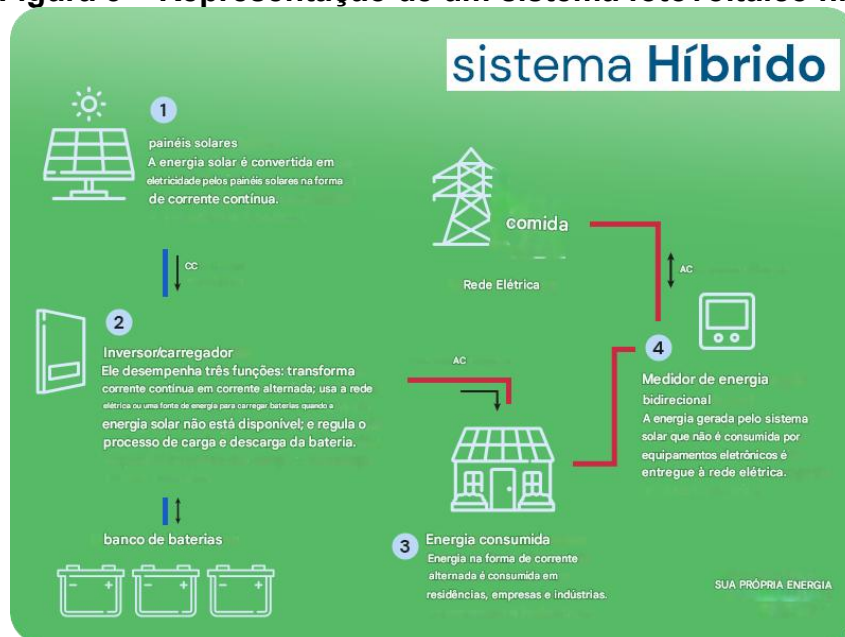 sistema Híbrido
1
painéis solares
A energia solar é convertida em
eletricidade pelos painéis solares na forma
de corrente contínua.
comida
Rede Elétrica
CC
AC
2
Inversor/carregador
Ele desempenha três funções: transforma
corrente contínua em corrente alternada; usa a rede
elétrica ou uma fonte de energia para carregar baterias quando a
energia solar não está disponível; e regula o
processo de carga e descarga da bateria.
AC
4
Medidor de energia
bidirecional
A energia gerada pelo sistema
solar que não é consumida por
equipamentos eletrônicos é
entregue à rede elétrica.
banco de baterias
3
Energia consumida
Energia na forma de corrente
alternada é consumida em
residências, empresas e indústrias.
SUA PRÓPRIA ENERGIA